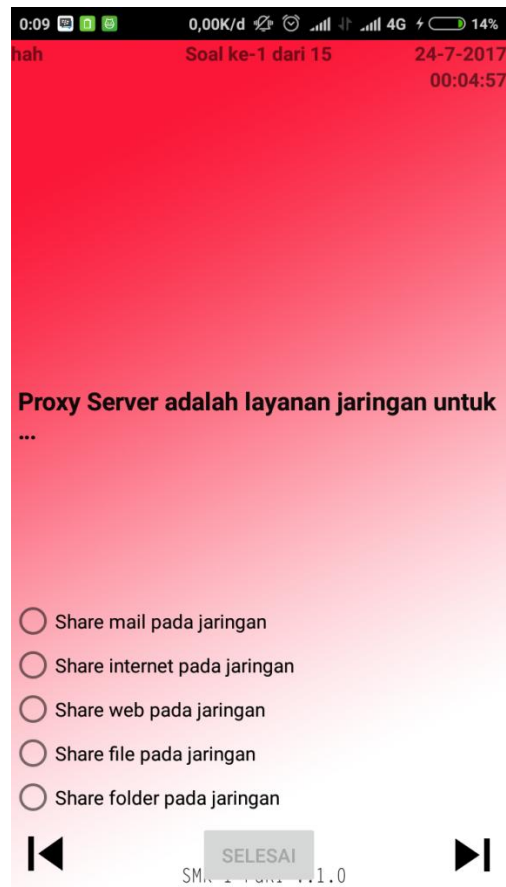 0:09 0,00K/d 4G 14%
hah Soal ke-1 dari 15 24-7-2017
00:04:57
Proxy Server adalah layanan jaringan untuk
...
Share mail pada jaringan
Share internet pada jaringan
Share web pada jaringan
Share file pada jaringan
Share folder pada jaringan
SELESAI